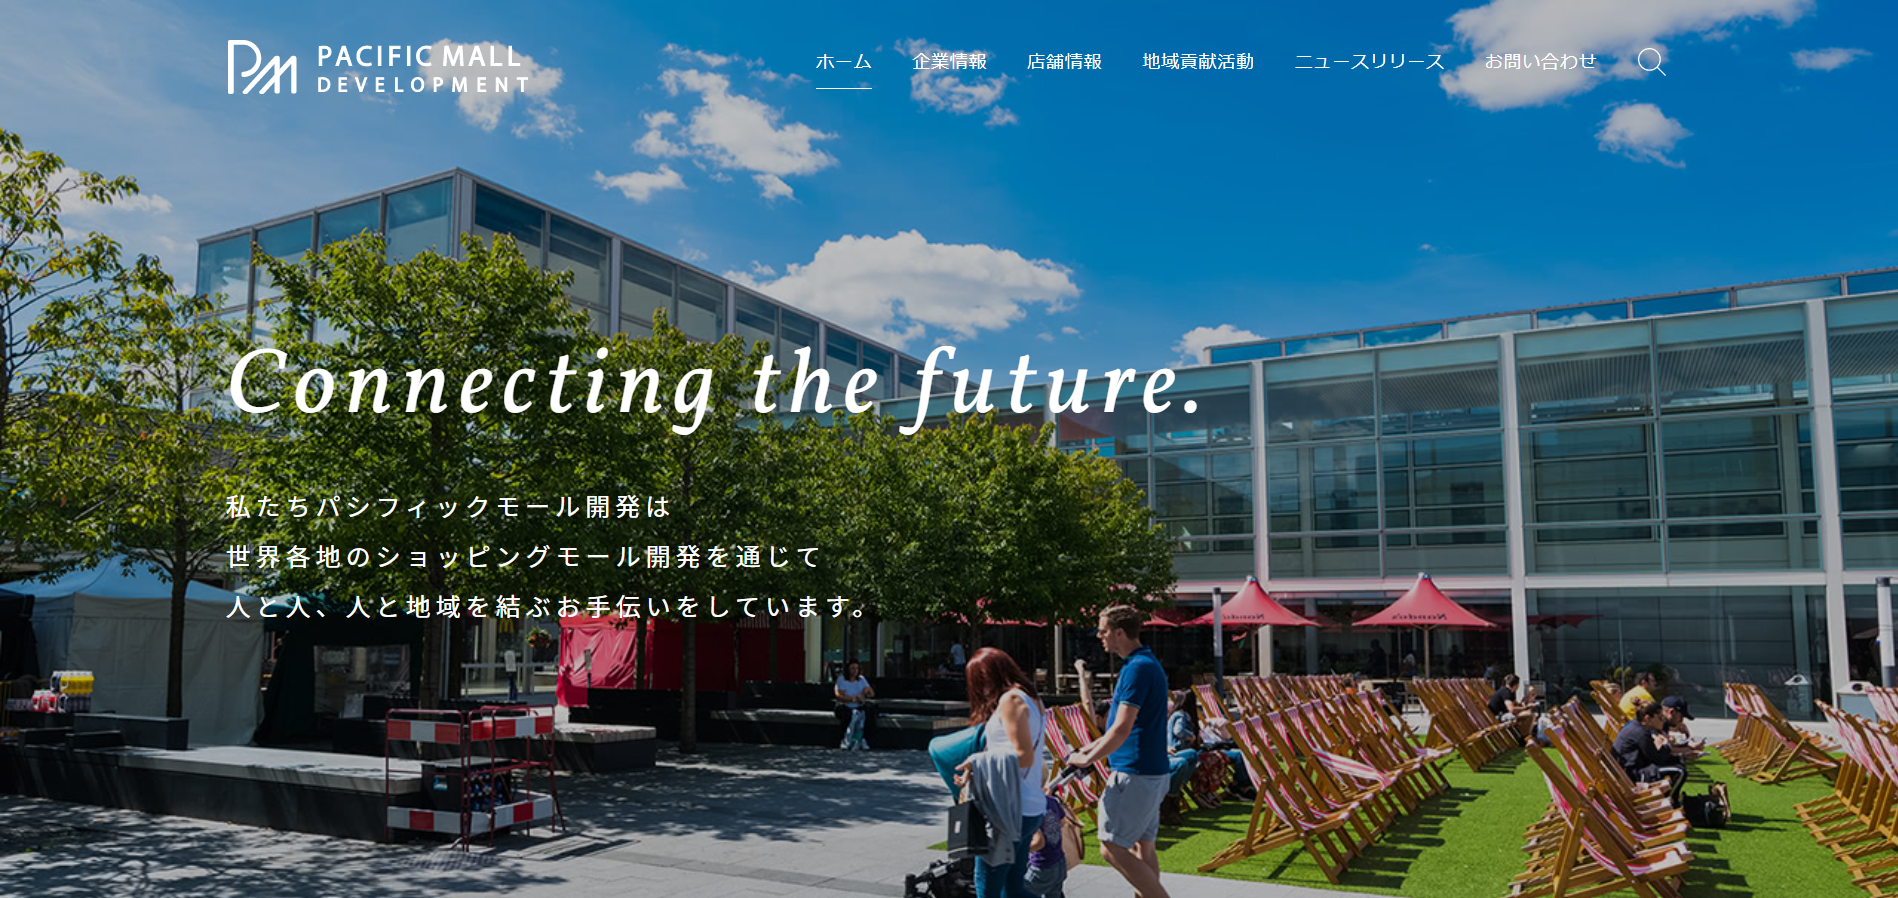 PACIFIC MALL
DEVELOPMENT
ホーム 企業情報 店舗情報 地域貢献活動 ニュースリリース お問い合わせ
Connecting the future.
私たちパシフィックモール開発は
世界各地のショッピングモール開発を通じて
人と人、人と地域を結ぶお手伝いをしています。